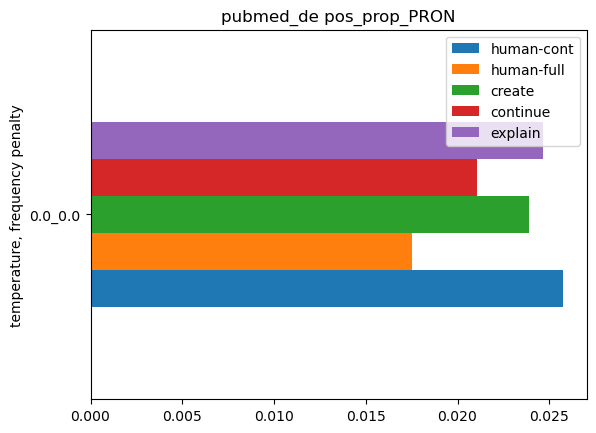 pubmed_de pos_prop_PRON
human-cont
human-full
create
continue
explain
temperature, frequency penalty
0.0_0.0
0.000 0.005 0.010 0.015 0.020 0.025